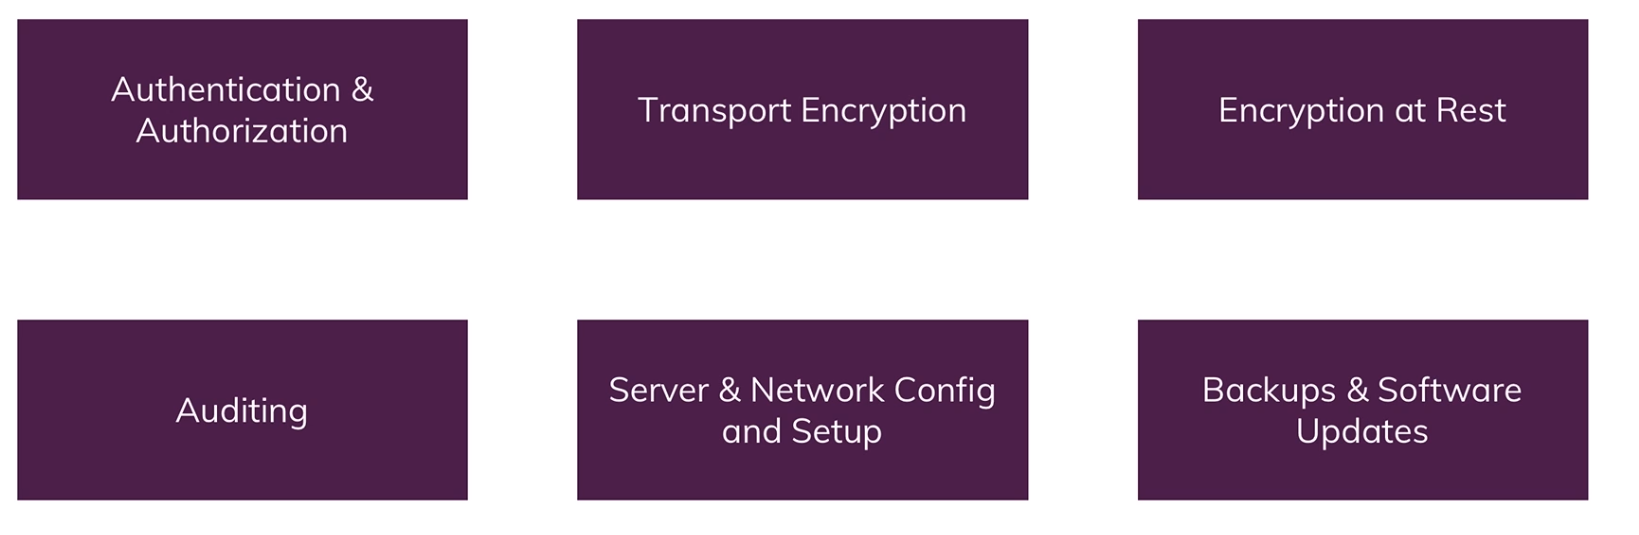 Authentication &
Authorization
Transport Encryption
Encryption at Rest
Auditing
Server & Network Config
and Setup
Backups & Software
Updates